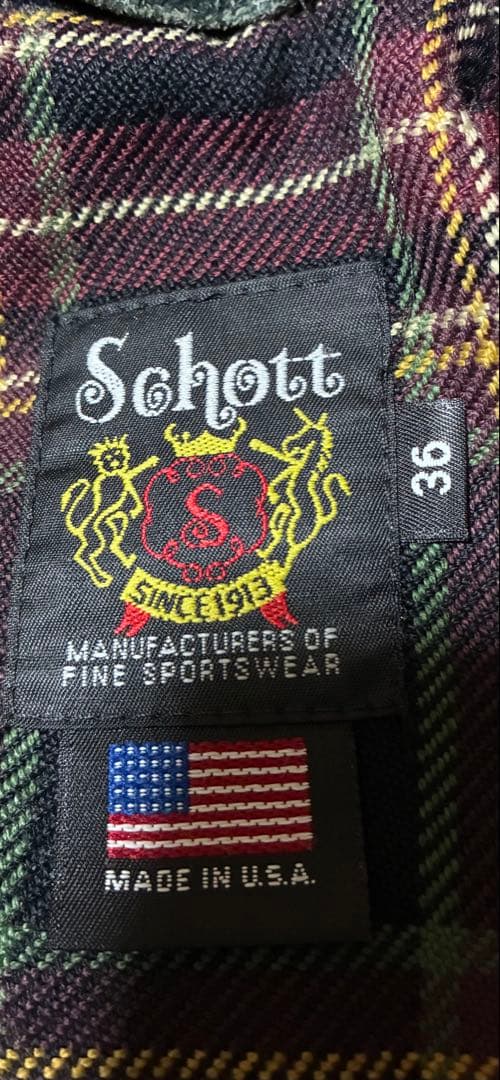 Schott
S
SINCE 1913
MANUFACTURERS OF
FINE SPORTSWEAR
36
MADE IN U.S.A.